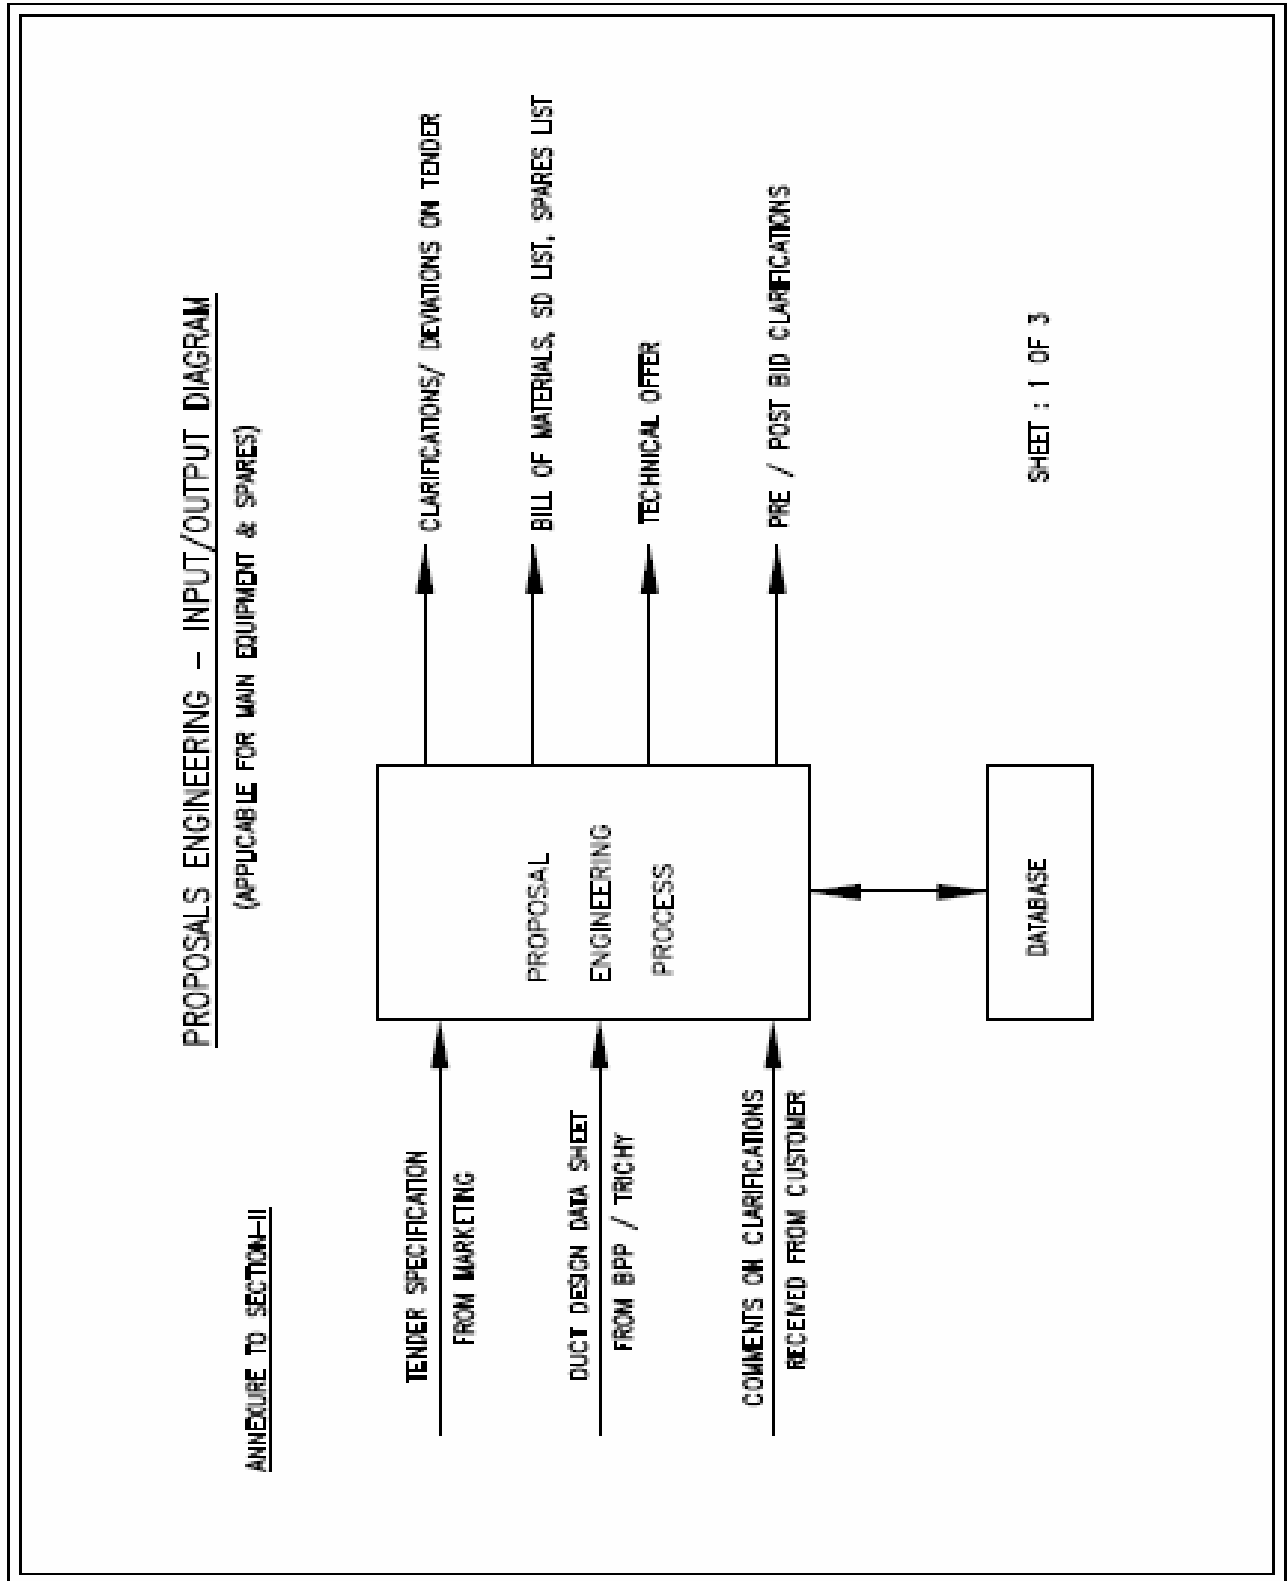 PROPOSALS ENGINEERING - INPUT/OUTPUT DIAGRAM
(APPLICABLE FOR MAIN EQUIPMENT & SPARES)
ANNEXURE TO SECTION-II
TENDER SPECIFICATION
FROM MARKETING
DUCT DESIGN DATA SHEET
FROM BPP / TRICHY
COMMENTS ON CLARIFICATIONS
RECEIVED FROM CUSTOMER
PROPOSAL
ENGINEERING
PROCESS
CLARIFICATIONS/ DEVIATIONS ON TENDER
BILL OF MATERIALS, SD LIST, SPARES LIST
TECHNICAL OFFER
PRE / POST BID CLARIFICATIONS
DATABASE
SHEET : 1 OF 3